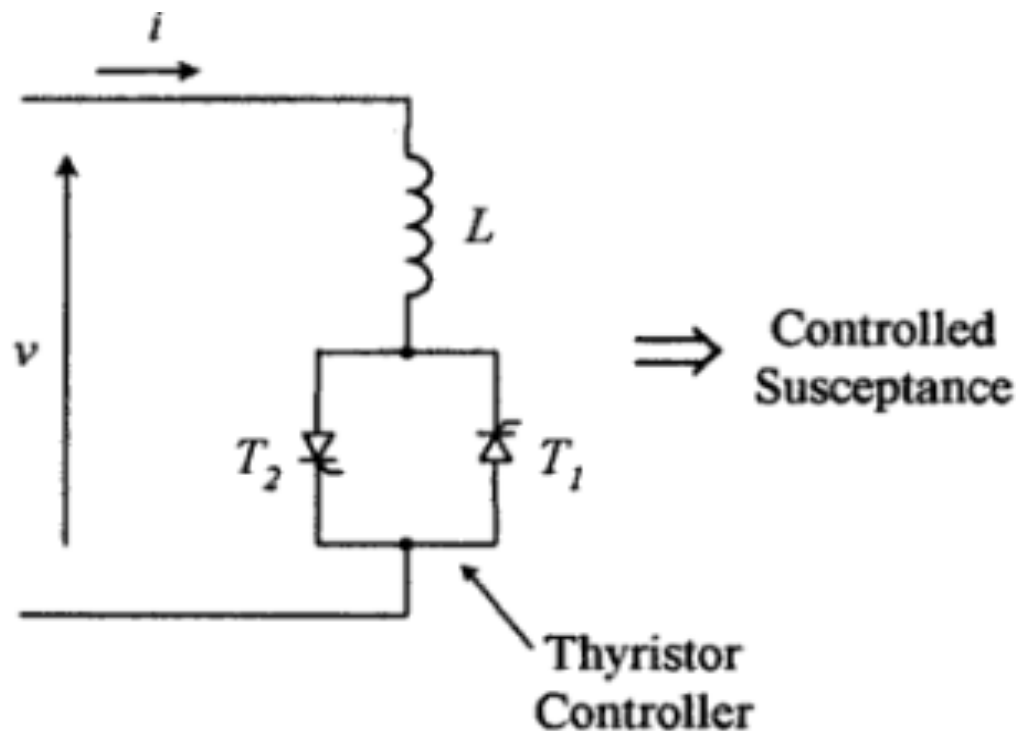 i
L
v
T2
T1
Controlled
Susceptance
Thyristor
Controller